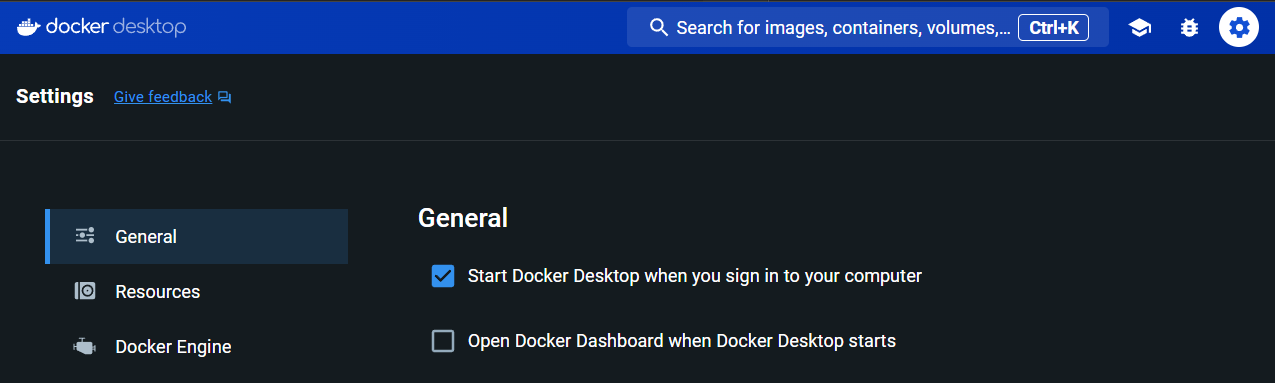 docker desktop
Search for images, containers, volumes,...
Ctrl+K
Settings
Give feedback
General
Resources
Docker Engine
General
Start Docker Desktop when you sign in to your computer
Open Docker Dashboard when Docker Desktop starts